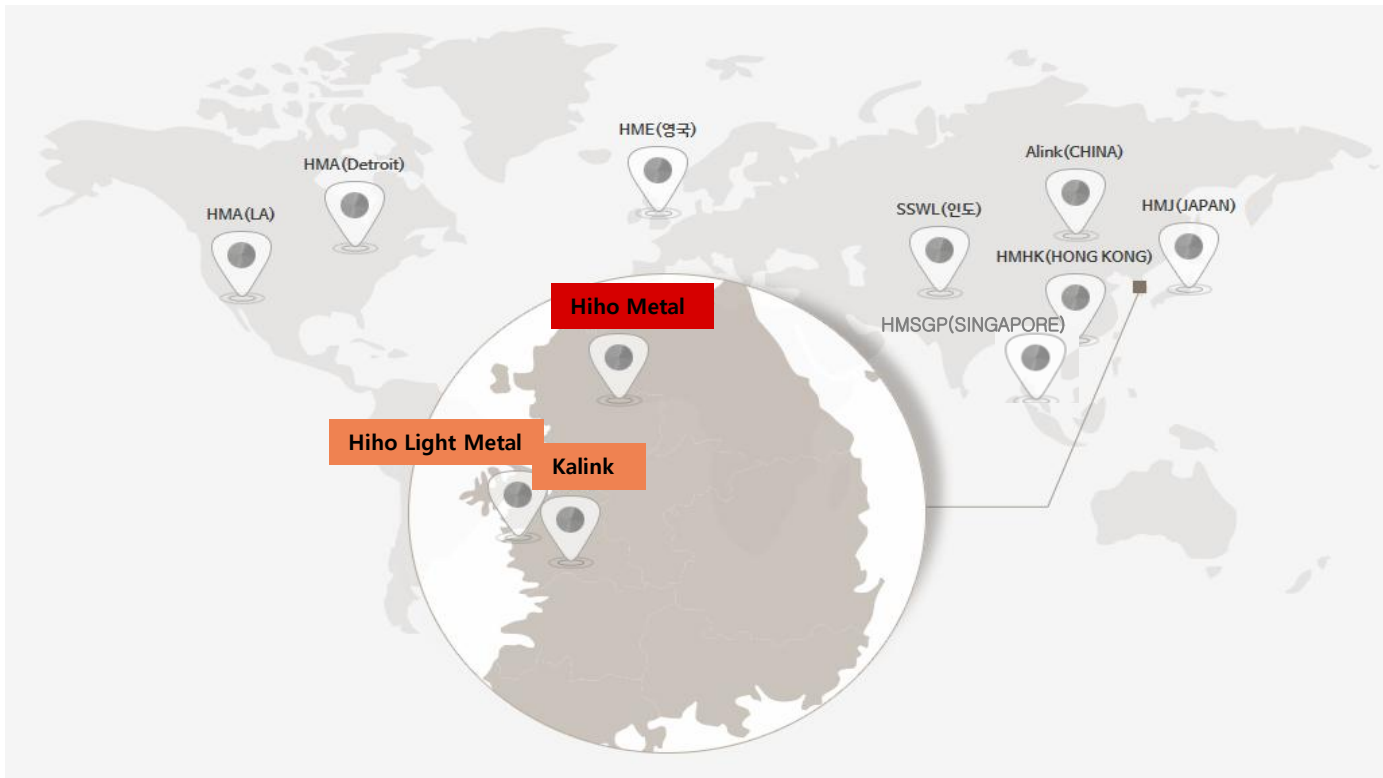 HME(영국)
HMA(Detroit)
Alink(CHINA)
HMA(LA)
SSWL(인도)
HMJ(JAPAN)
HMHK(HONG KONG)
Hiho Metal
HMSGP(SINGAPORE)
Hiho Light Metal
Kalink